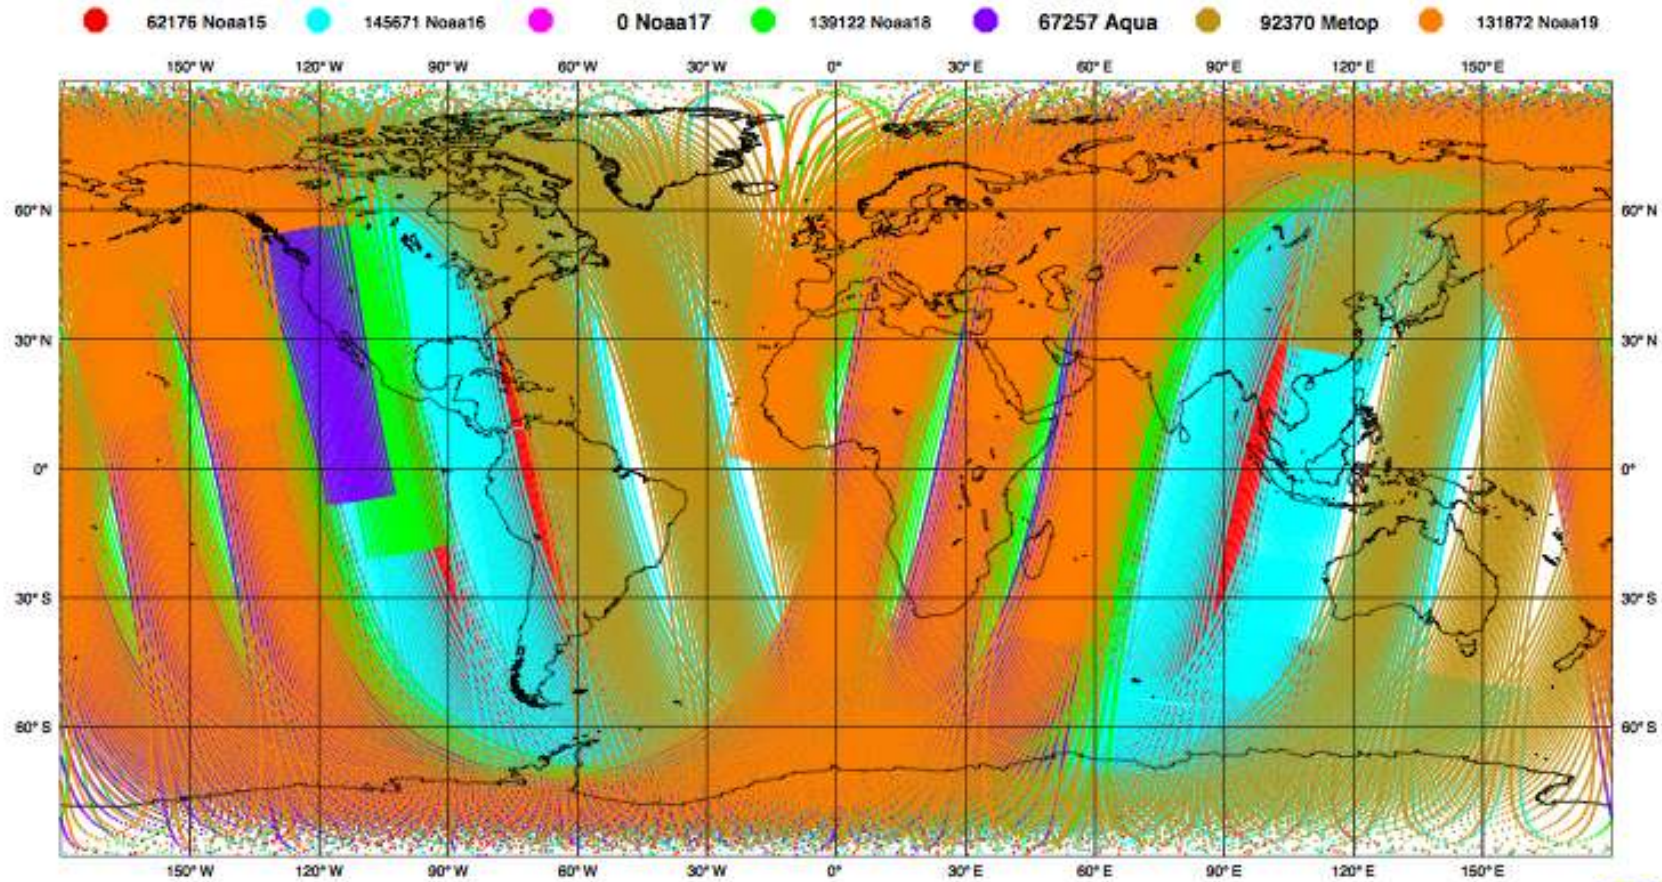 62176 Noaa15 145671 Noaa16 0 Noaa17 139122 Noaa18 67257 Aqua 92370 Metop 131872 Noaa19
150°W 120°W 90°W 60°W 30°W 0° 30°E 60°E 90°E 120°E 150°E
60°N 60°N
30°N 30°N
0° 0°
30°S 30°S
60°S 60°S
150°W 120°W 90°W 60°W 30°W 0° 30°E 60°E 90°E 120°E 150°E